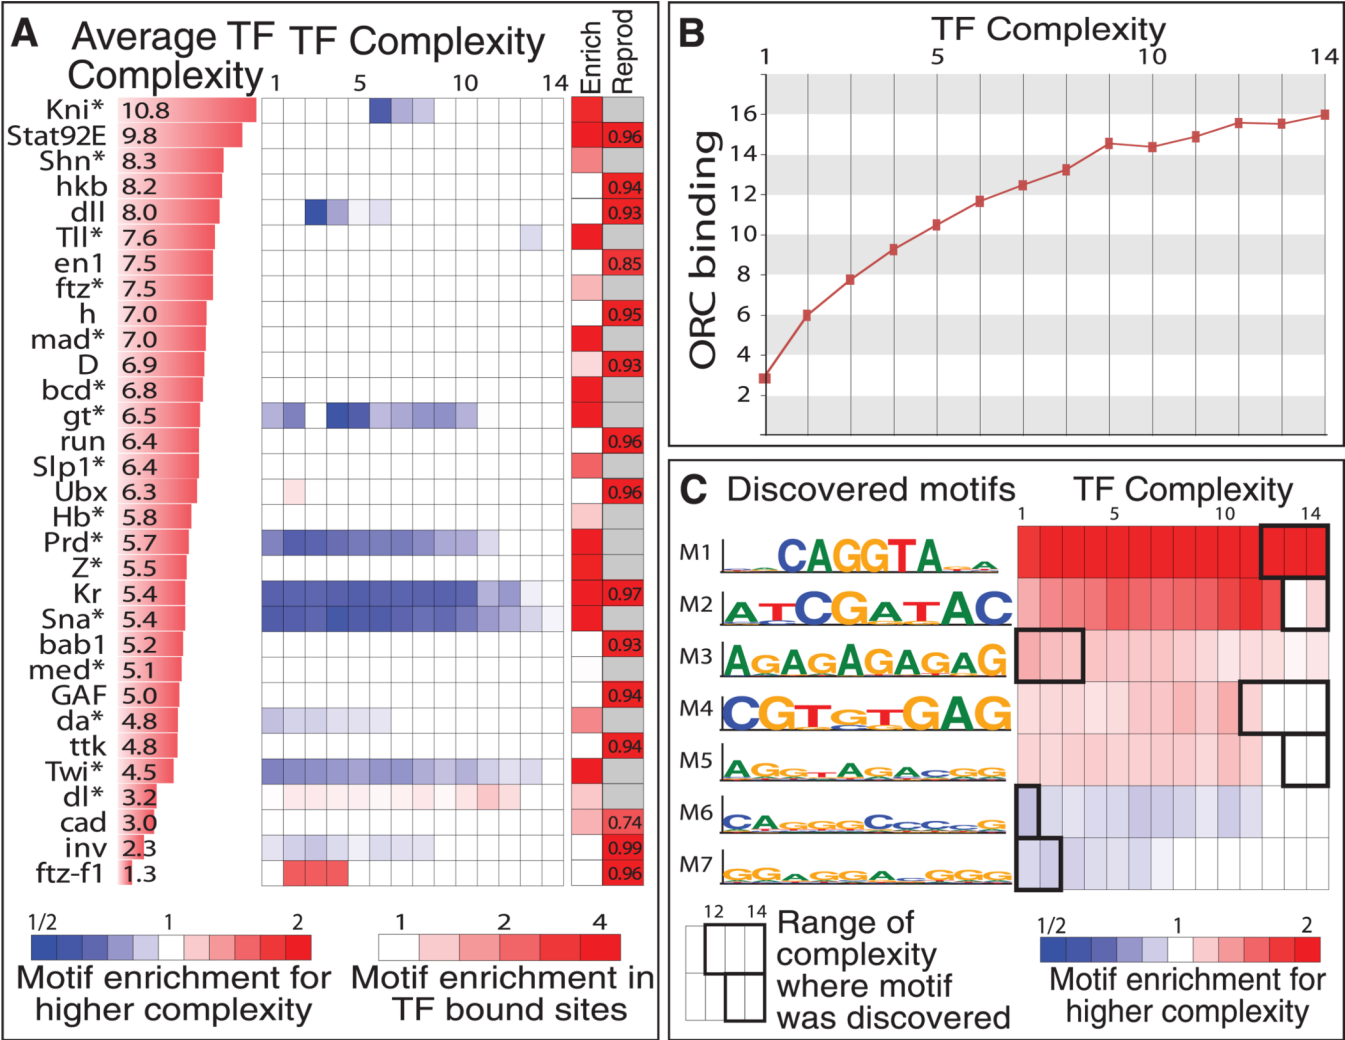 A Average TF Complexity TF Complexity Enrich Reprod
1 5 10 14
Kni* 10.8
Stat92E 9.8 0.96
Shn* 8.3
hkb 8.2 0.94
dll 8.0 0.93
Tll* 7.6
en1 7.5 0.85
ftz* 7.5
h 7.0 0.95
mad* 7.0
D 6.9 0.93
bcd* 6.8
gt* 6.5
run 6.4 0.96
Slp1* 6.4
Ubx 6.3 0.96
Hb* 5.8
Prd* 5.7
Z* 5.5
Kr 5.4 0.97
Sna* 5.4
bab1 5.2 0.93
med* 5.1
GAF 5.0 0.94
da* 4.8
ttk 4.8 0.94
Twi* 4.5
dl* 3.2
cad 3.0 0.74
inv 2.3 0.99
ftz-f1 1.3 0.96
1/2 1 2
Motif enrichment for
higher complexity
1 2 4
Motif enrichment in
TF bound sites
B TF Complexity
1 5 10 14
ORC binding
16
14
12
10
8
6
4
2
C Discovered motifs TF Complexity
1 5 10 14
M1 CAGGTA
M2 ATCGATAC
M3 AGAGAGAGAG
M4 CGTGTGAG
M5 AGGTAGACGG
M6 CAGGGCCCCG
M7 GGAGGACGGG
12 14
Range of
complexity
where motif
was discovered
1/2 1 2
Motif enrichment for
higher complexity